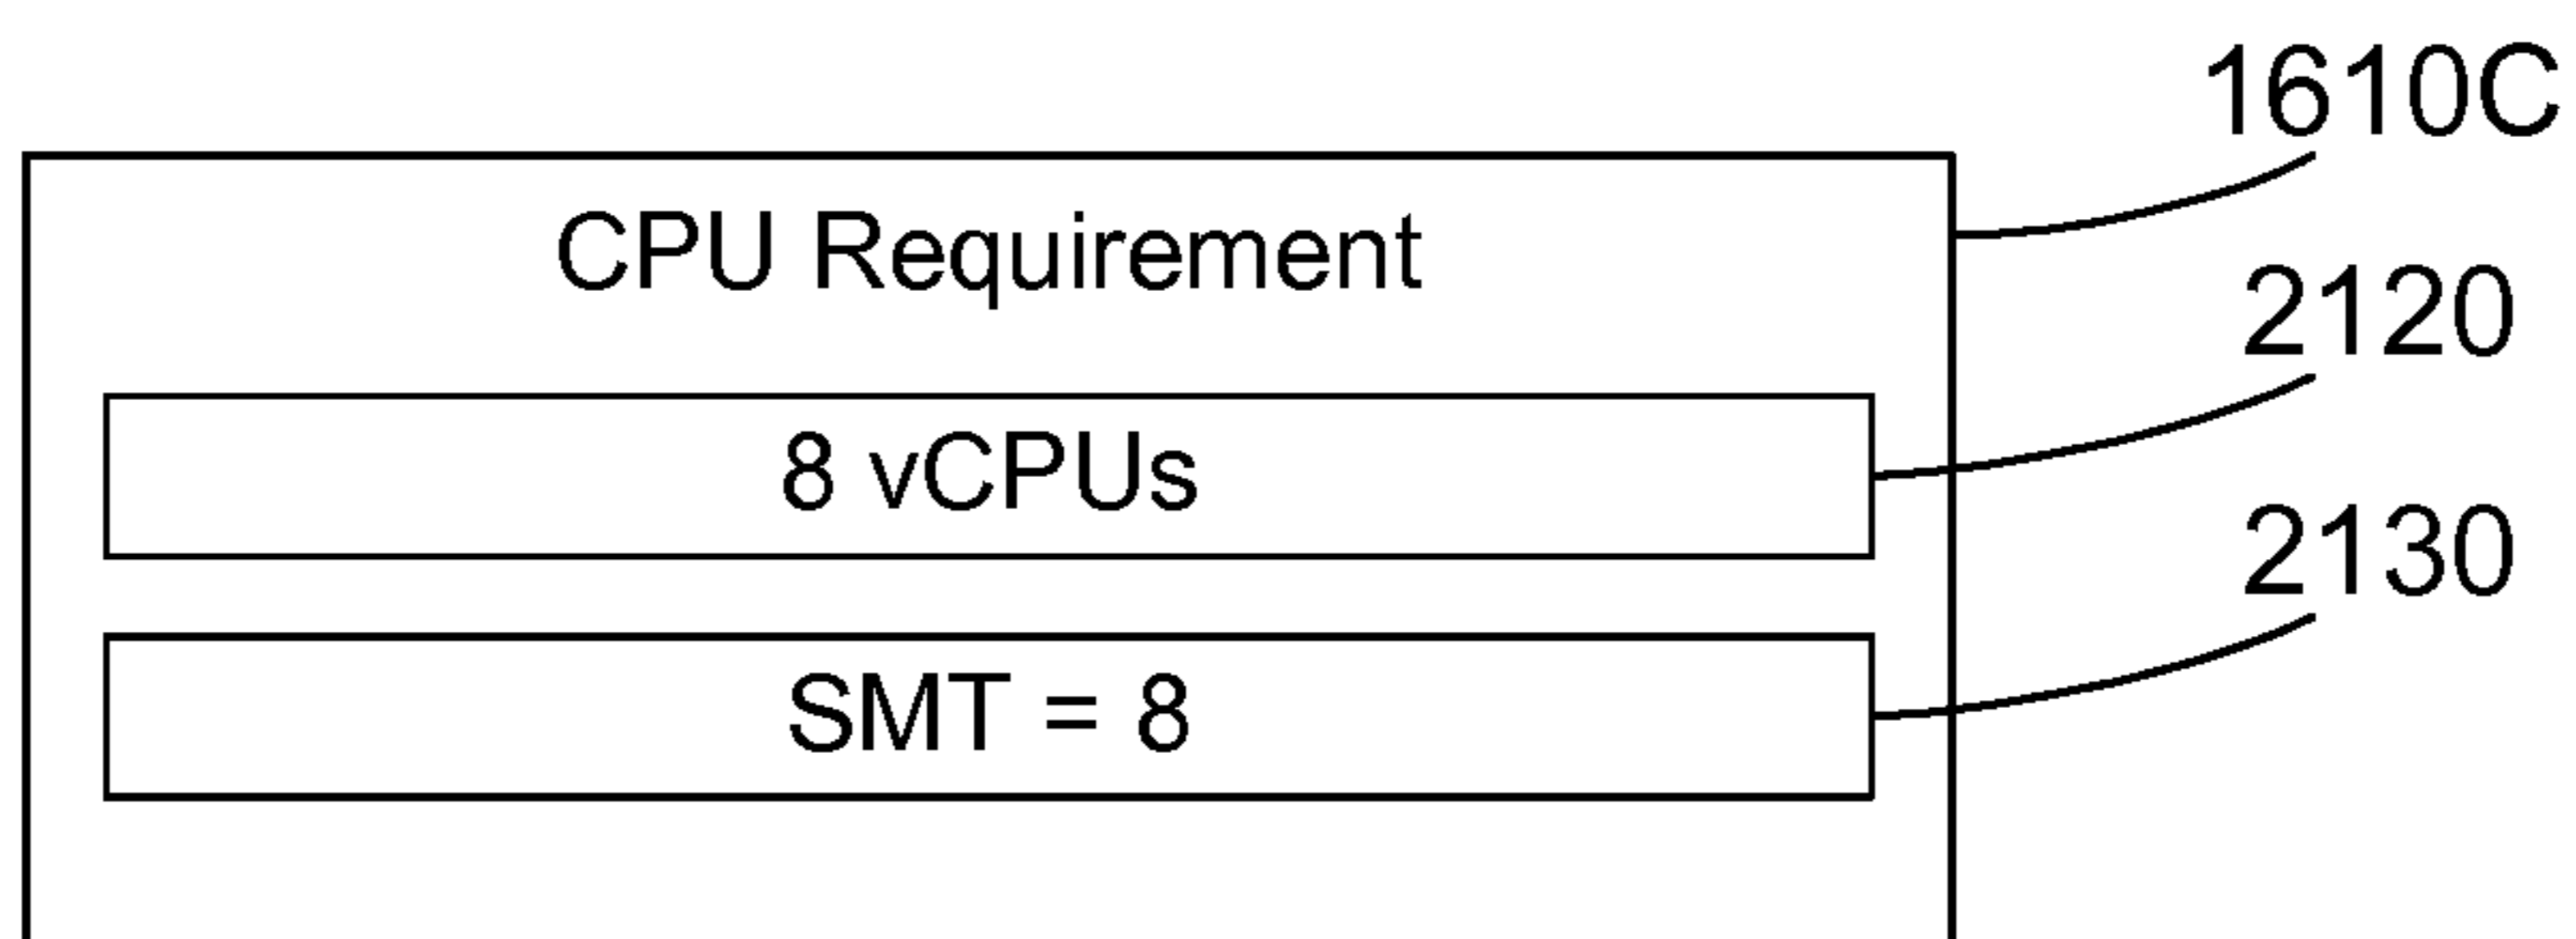 1610C
CPU Requirement
2120
8 vCPUs
2130
SMT = 8